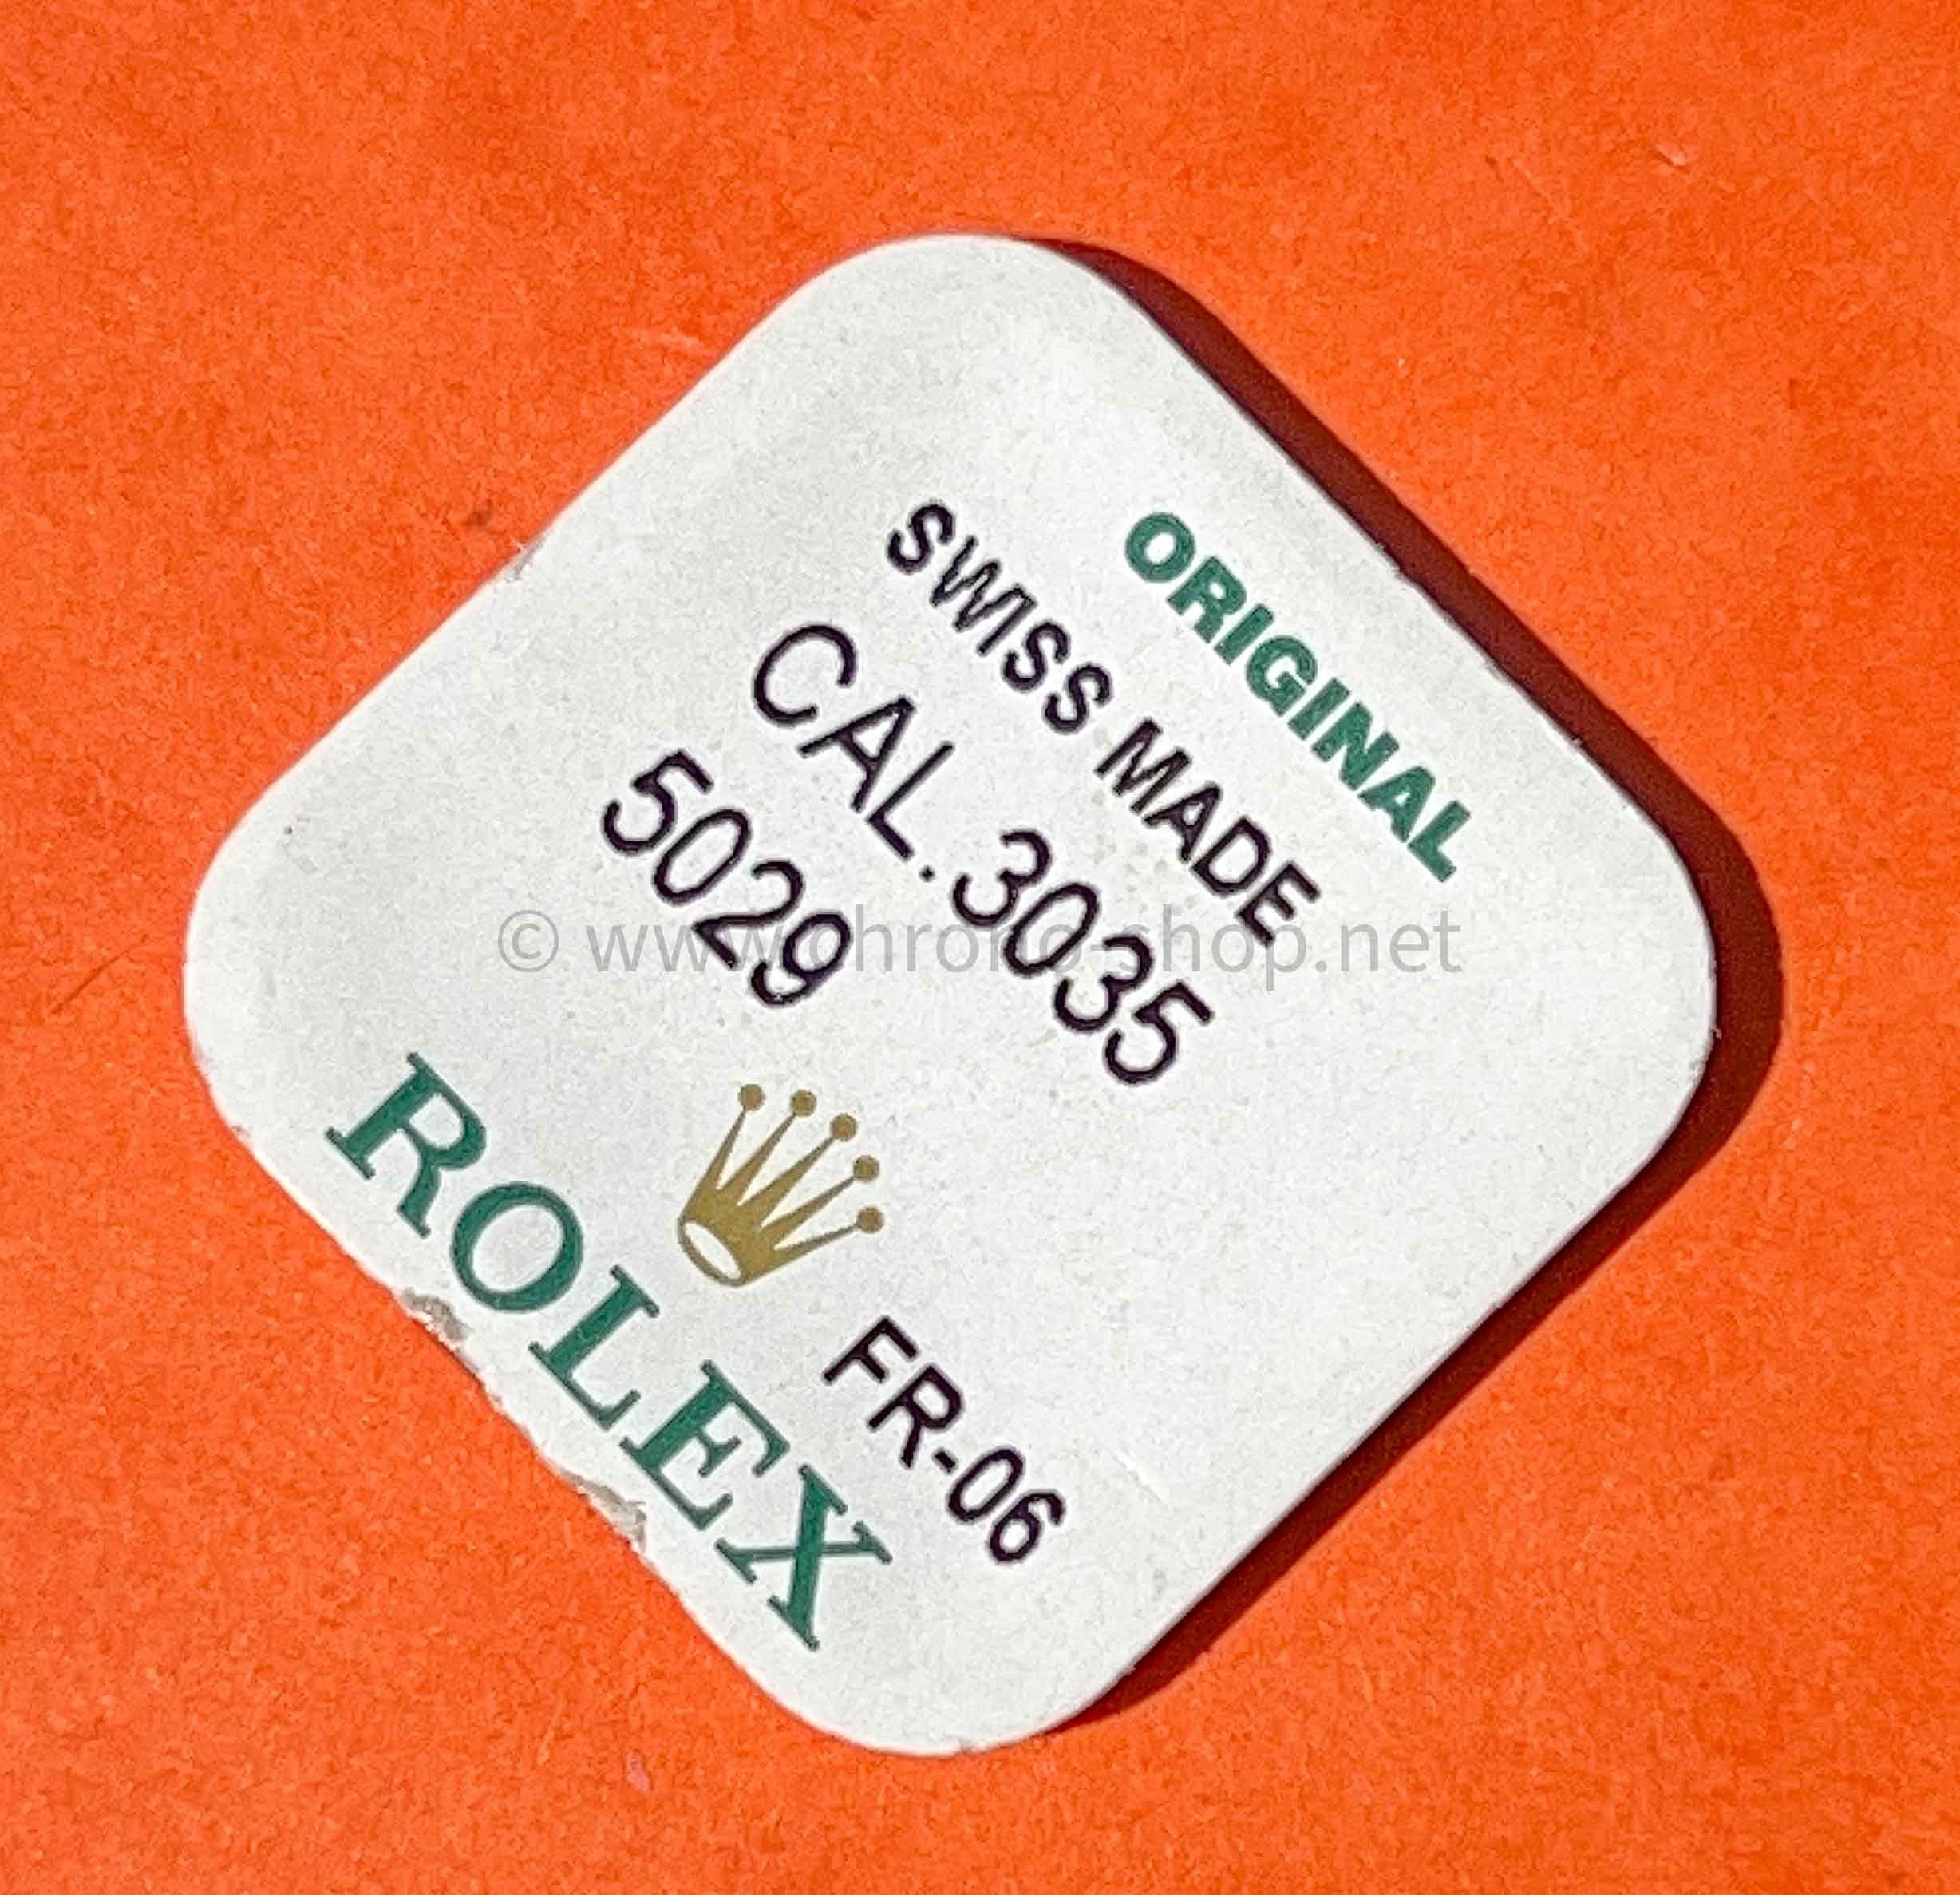 ORIGINAL
SWISS MADE
CAL. 3035
5029
FR-06
ROLEX
© www.chrono-shop.net